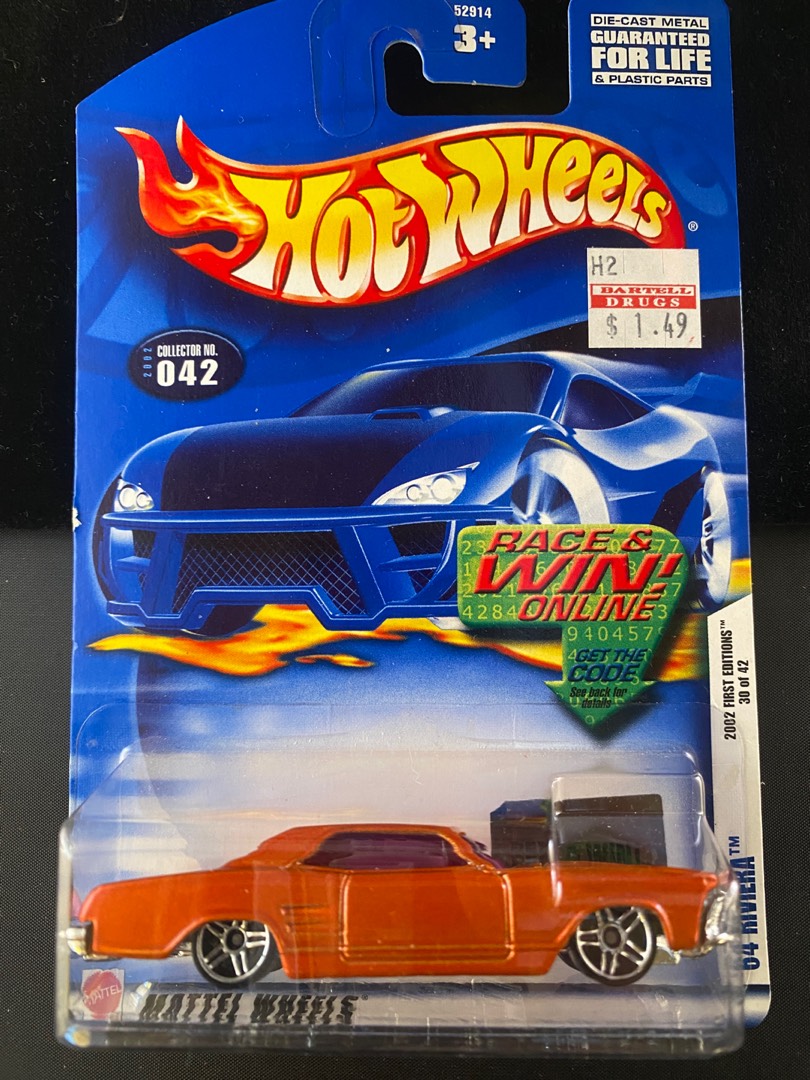 52914
3+
DIE-CAST METAL
GUARANTEED
FOR LIFE
& PLASTIC PARTS
HOT WHEELS®
H2
BARTELL
DRUGS
$ 1.49
2002
COLLECTOR NO.
042
RACE &
WIN!
ONLINE
4284
94045
GET THE
CODE
See back for
details
2002 FIRST EDITIONS™
30 of 42
64 RIVIERA™
MATTEL
MATTEL WHEELS®